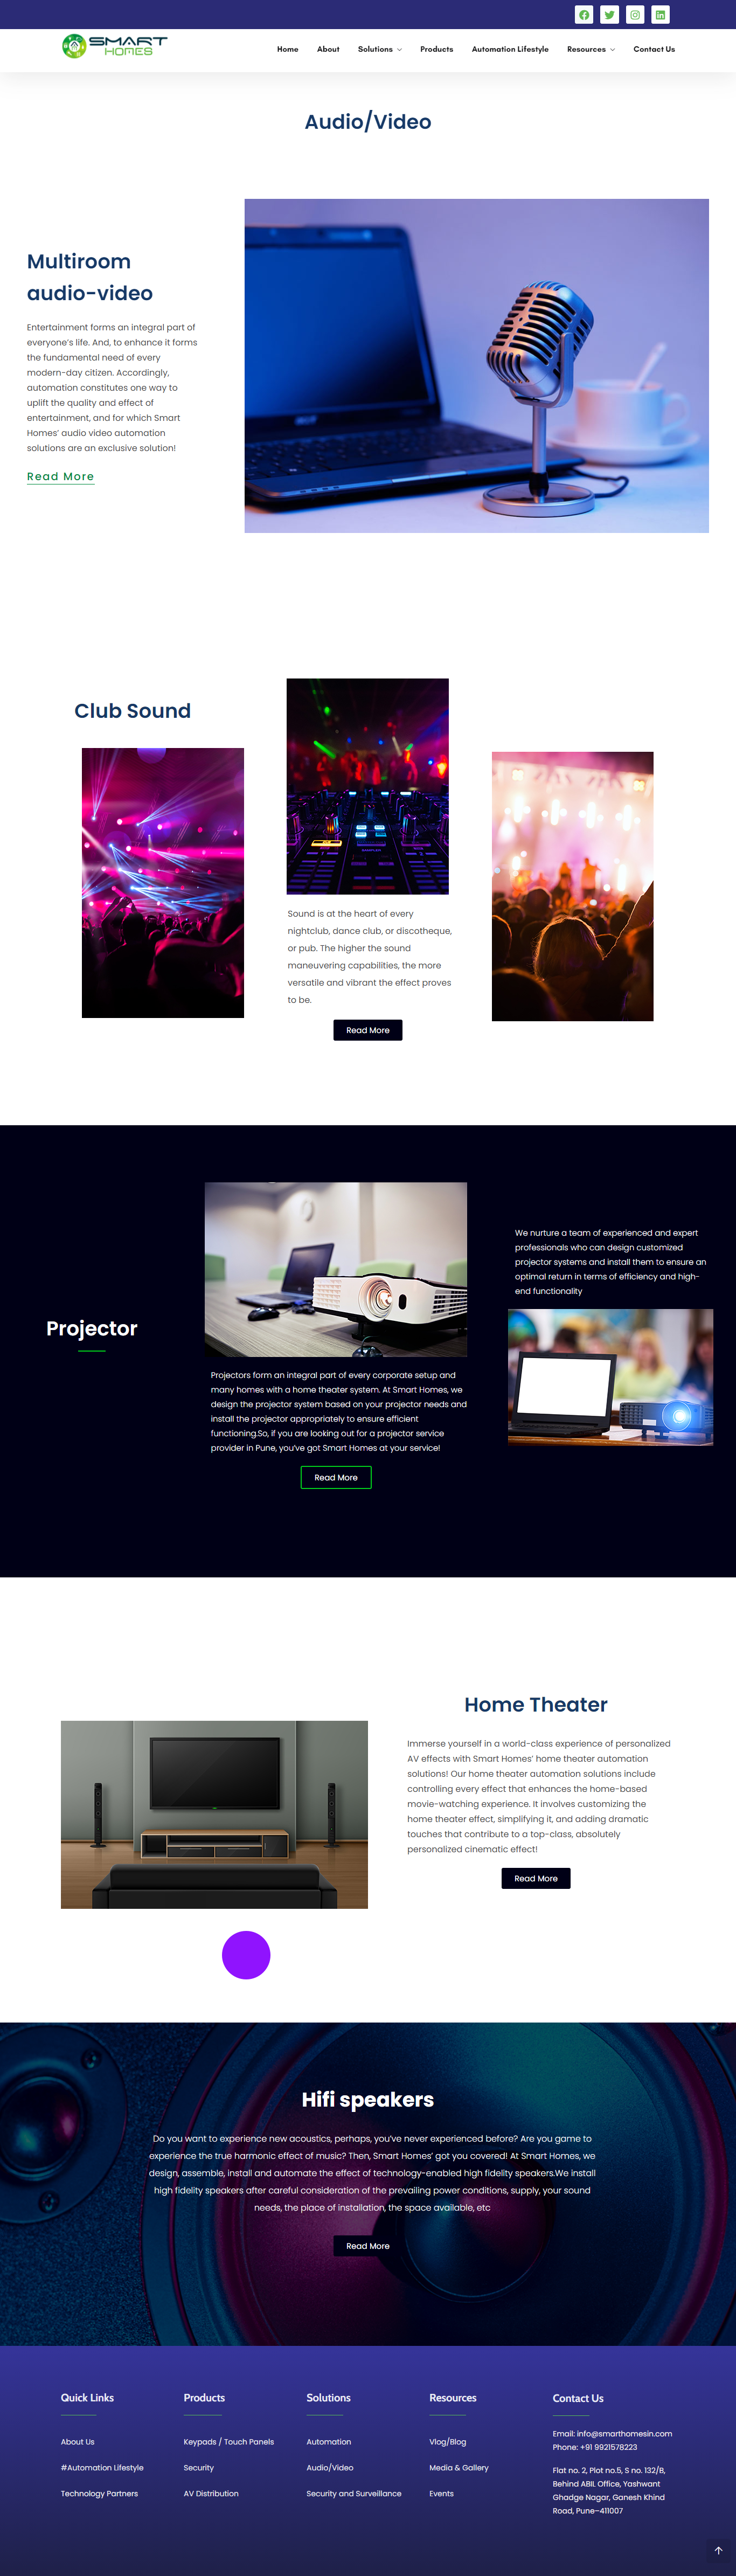 SMART
HOMES
Home About Solutions Products Automation Lifestyle Resources Contact Us
Audio/Video
Multiroom
audio-video
Entertainment forms an integral part of
everyone's life. And, to enhance it forms
the fundamental need of every
modern-day citizen. Accordingly,
automation constitutes one way to
uplift the quality and effect of
entertainment, and for which Smart
Homes' audio video automation
solutions are an exclusive solution!
Read More
Club Sound
Sound is at the heart of every
nightclub, dance club, or discotheque,
or pub. The higher the sound
maneuvering capabilities, the more
versatile and vibrant the effect proves
to be.
Read More
Projector
Projectors form an integral part of every corporate setup and
many homes with a home theater system. At Smart Homes, we
design the projector system based on your projector needs and
install the projector appropriately to ensure efficient
functioning.So, if you are looking out for a projector service
provider in Pune, you've got Smart Homes at your service!
Read More
We nurture a team of experienced and expert
professionals who can design customized
projector systems and install them to ensure an
optimal return in terms of efficiency and high-
end functionality
Home Theater
Immerse yourself in a world-class experience of personalized
AV effects with Smart Homes' home theater automation
solutions! Our home theater automation solutions include
controlling every effect that enhances the home-based
movie-watching experience. It involves customizing the
home theater effect, simplifying it, and adding dramatic
touches that contribute to a top-class, absolutely
personalized cinematic effect!
Read More
Hifi speakers
Do you want to experience new acoustics, perhaps, you've never experienced before? Are you game to
experience the true harmonic effect of music? Then, Smart Homes' got you covered! At Smart Homes, we
design, assemble, install and automate the effect of technology-enabled high fidelity speakers.We install
high fidelity speakers after careful consideration of the prevailing power conditions, supply, your sound
needs, the place of installation, the space available, etc
Read More
Quick Links
About Us
#Automation Lifestyle
Technology Partners
Products
Keypads / Touch Panels
Security
AV Distribution
Solutions
Automation
Audio/Video
Security and Surveillance
Resources
Vlog/Blog
Media & Gallery
Events
Contact Us
Email: info@smarthomesin.com
Phone: +91 9921578223
Flat no. 2, Plot no.5, S no. 132/B,
Behind ABIL Office, Yashwant
Ghadge Nagar, Ganesh Khind
Road, Pune–411007